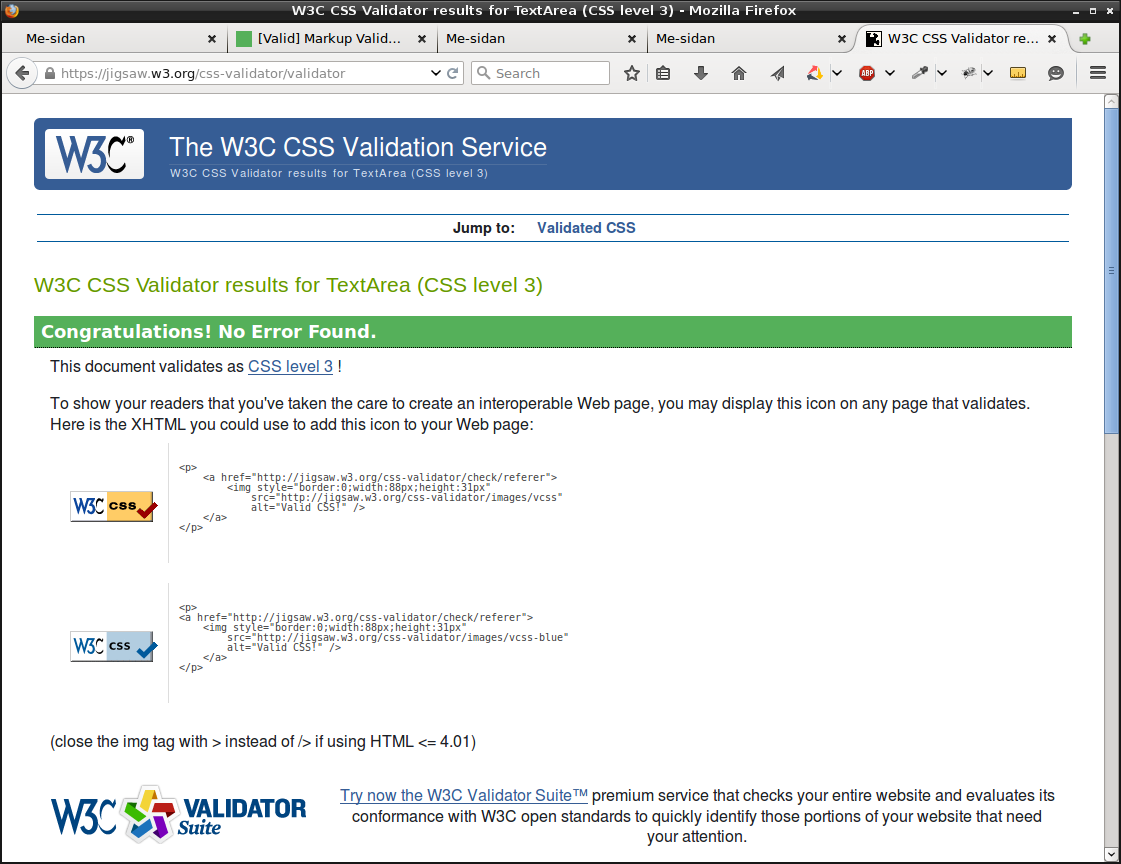 W3C CSS Validator results for TextArea (CSS level 3) - Mozilla Firefox
Me-sidan
[Valid] Markup Valid...
Me-sidan
Me-sidan
W3C CSS Validator re...
https://jigsaw.w3.org/css-validator/validator
Search
ABP
W3C®
The W3C CSS Validation Service
W3C CSS Validator results for TextArea (CSS level 3)
Jump to: Validated CSS
W3C CSS Validator results for TextArea (CSS level 3)
Congratulations! No Error Found.
This document validates as CSS level 3 !
To show your readers that you've taken the care to create an interoperable Web page, you may display this icon on any page that validates.
Here is the XHTML you could use to add this icon to your Web page:
W3C css
<p>
    <a href="http://jigsaw.w3.org/css-validator/check/referer">
        <img style="border:0;width:88px;height:31px"
            src="http://jigsaw.w3.org/css-validator/images/vcss"
            alt="Valid CSS!" />
    </a>
</p>
W3C css
<p>
<a href="http://jigsaw.w3.org/css-validator/check/referer">
    <img style="border:0;width:88px;height:31px"
        src="http://jigsaw.w3.org/css-validator/images/vcss-blue"
        alt="Valid CSS!" />
    </a>
</p>
(close the img tag with > instead of /> if using HTML <= 4.01)
W3C VALIDATOR
Suite
Try now the W3C Validator Suite™ premium service that checks your entire website and evaluates its
conformance with W3C open standards to quickly identify those portions of your website that need
your attention.